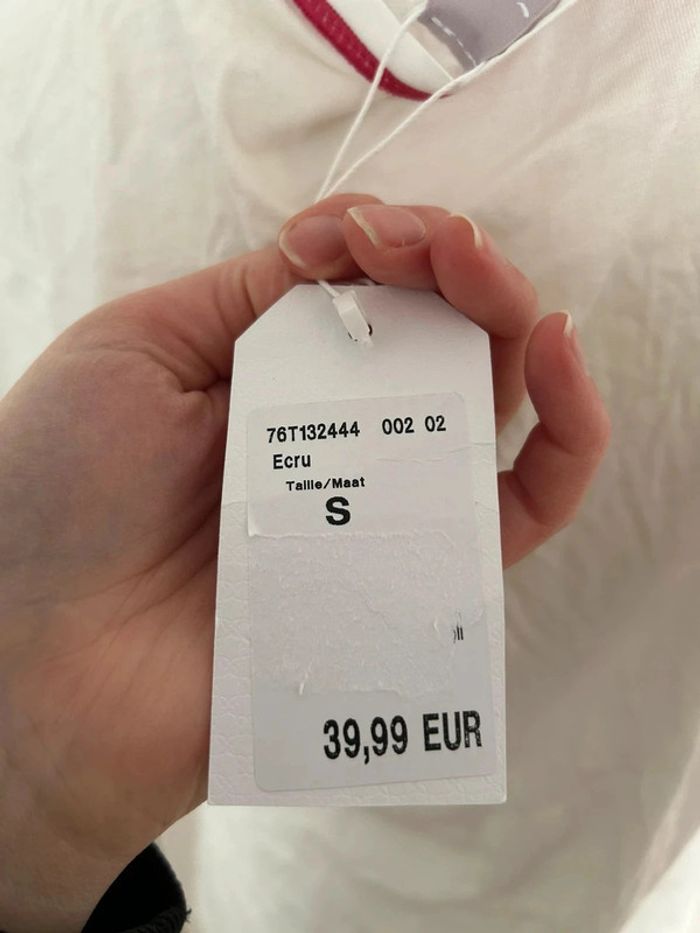 76T132444 002 02
Ecru
Taille/Maat
S
39,99 EUR